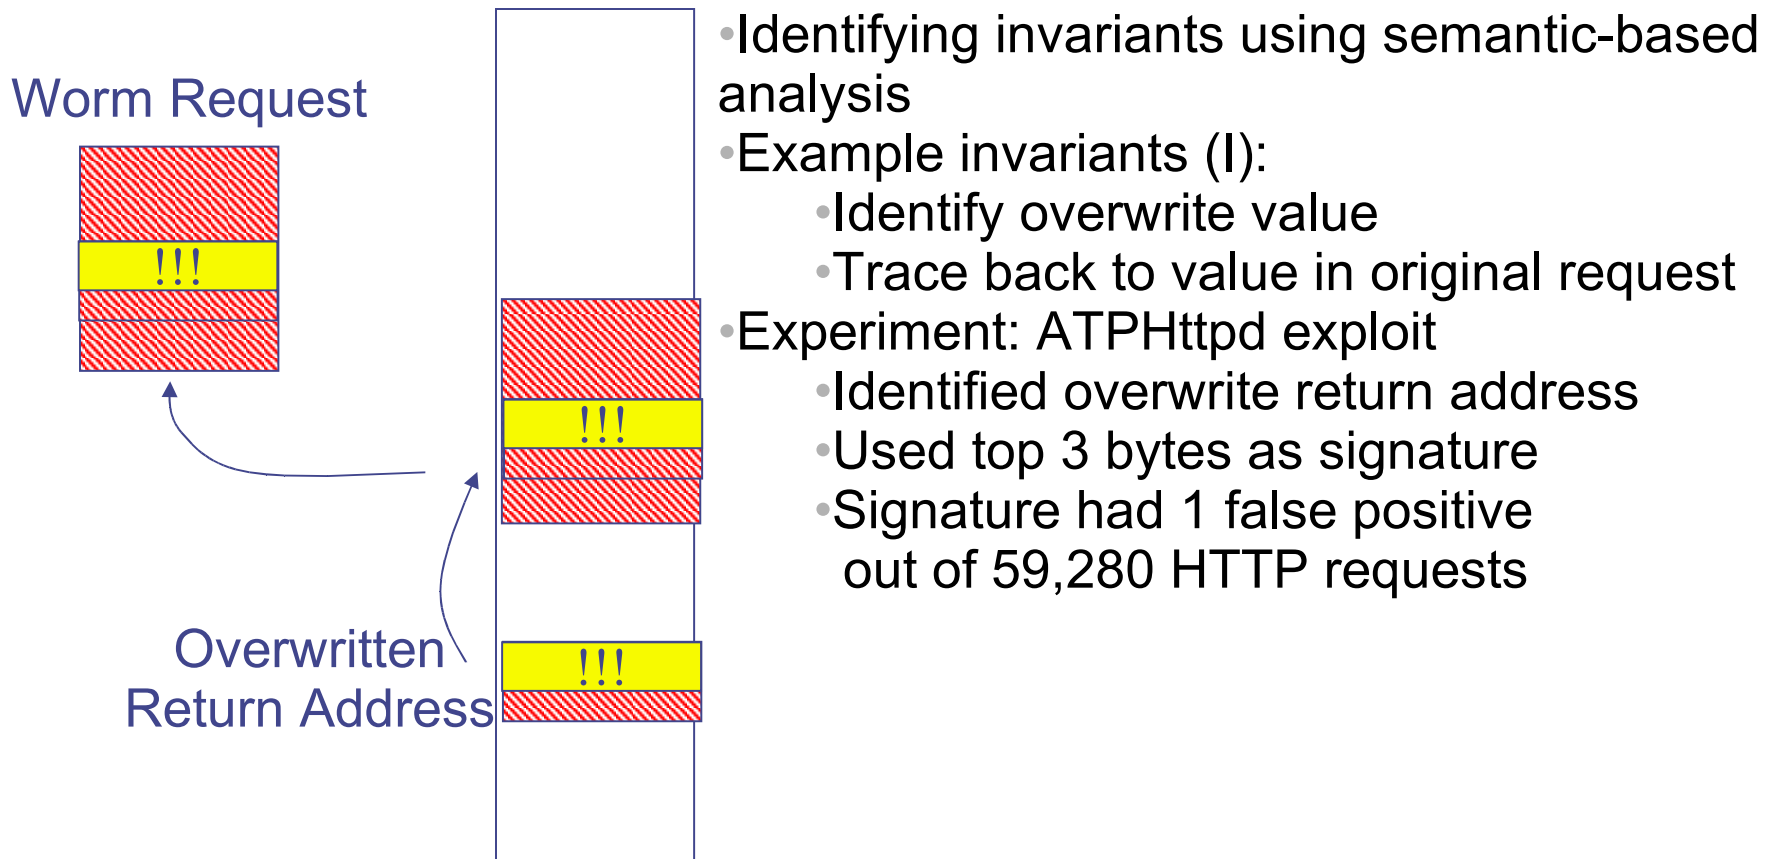 Worm Request
!!!
!!!
Overwritten
Return Address
!!!
•Identifying invariants using semantic-based
analysis
•Example invariants (I):
•Identify overwrite value
•Trace back to value in original request
•Experiment: ATPHttpd exploit
•Identified overwrite return address
•Used top 3 bytes as signature
•Signature had 1 false positive
out of 59,280 HTTP requests